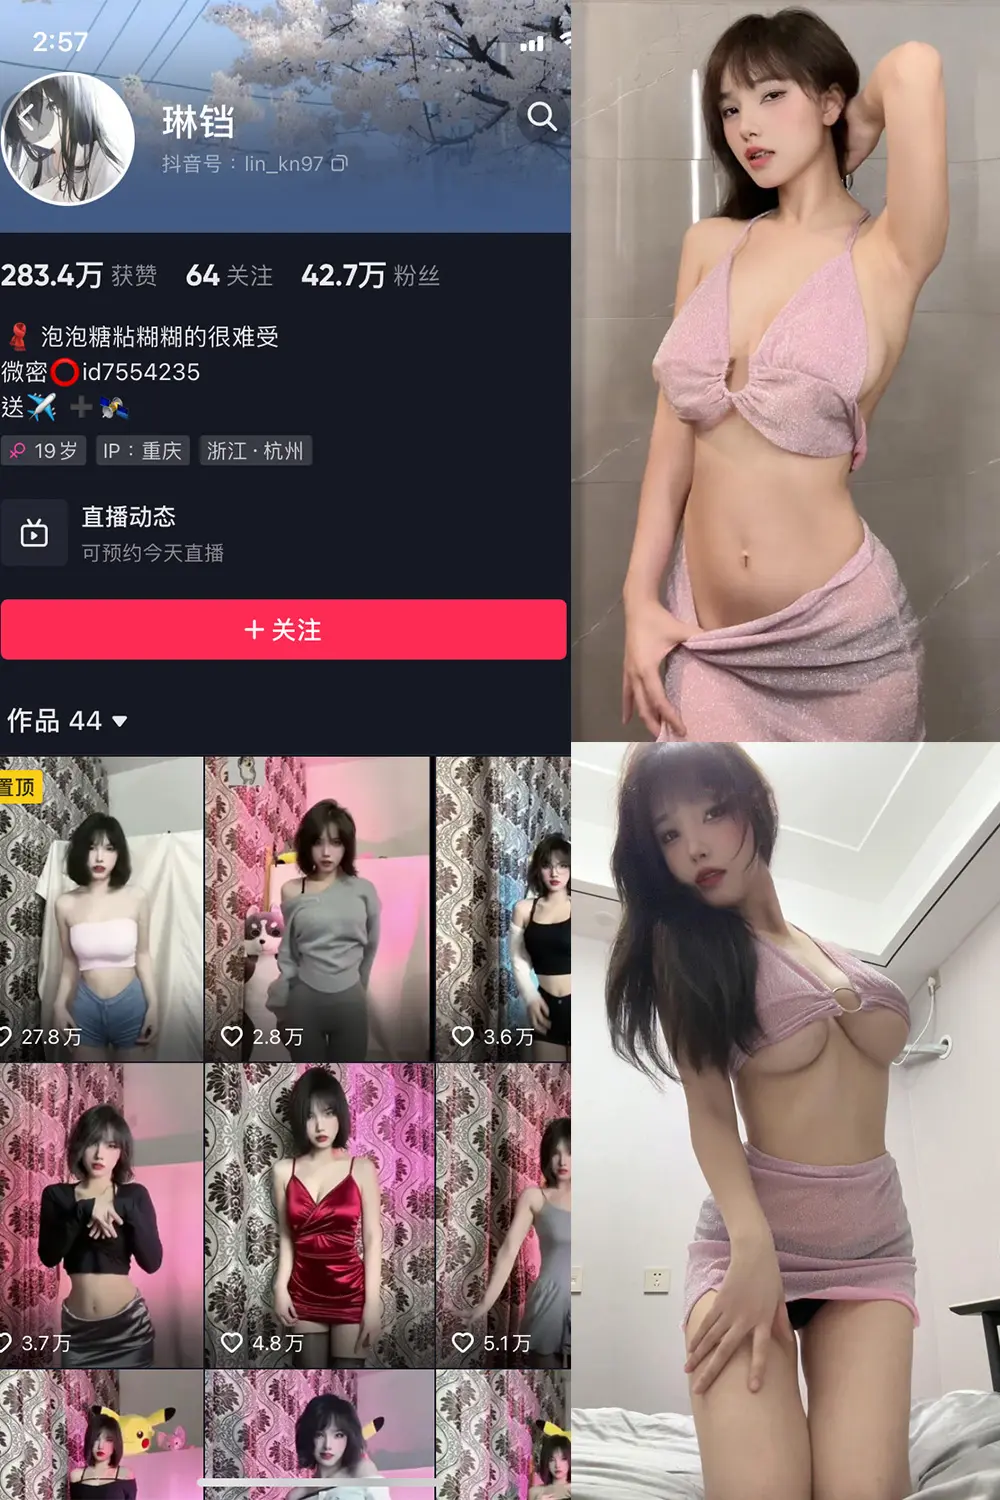 2:57
琳铛
抖音号：lin_kn97
283.4万 获赞 64 关注 42.7万 粉丝
泡泡糖粘糊糊的很难受
微密⭕id7554235
送✈️➕🛰️
19岁 IP：重庆 浙江·杭州
直播动态
可预约今天直播
＋关注
作品 44
置顶
27.8万 2.8万 3.6万
3.7万 4.8万 5.1万